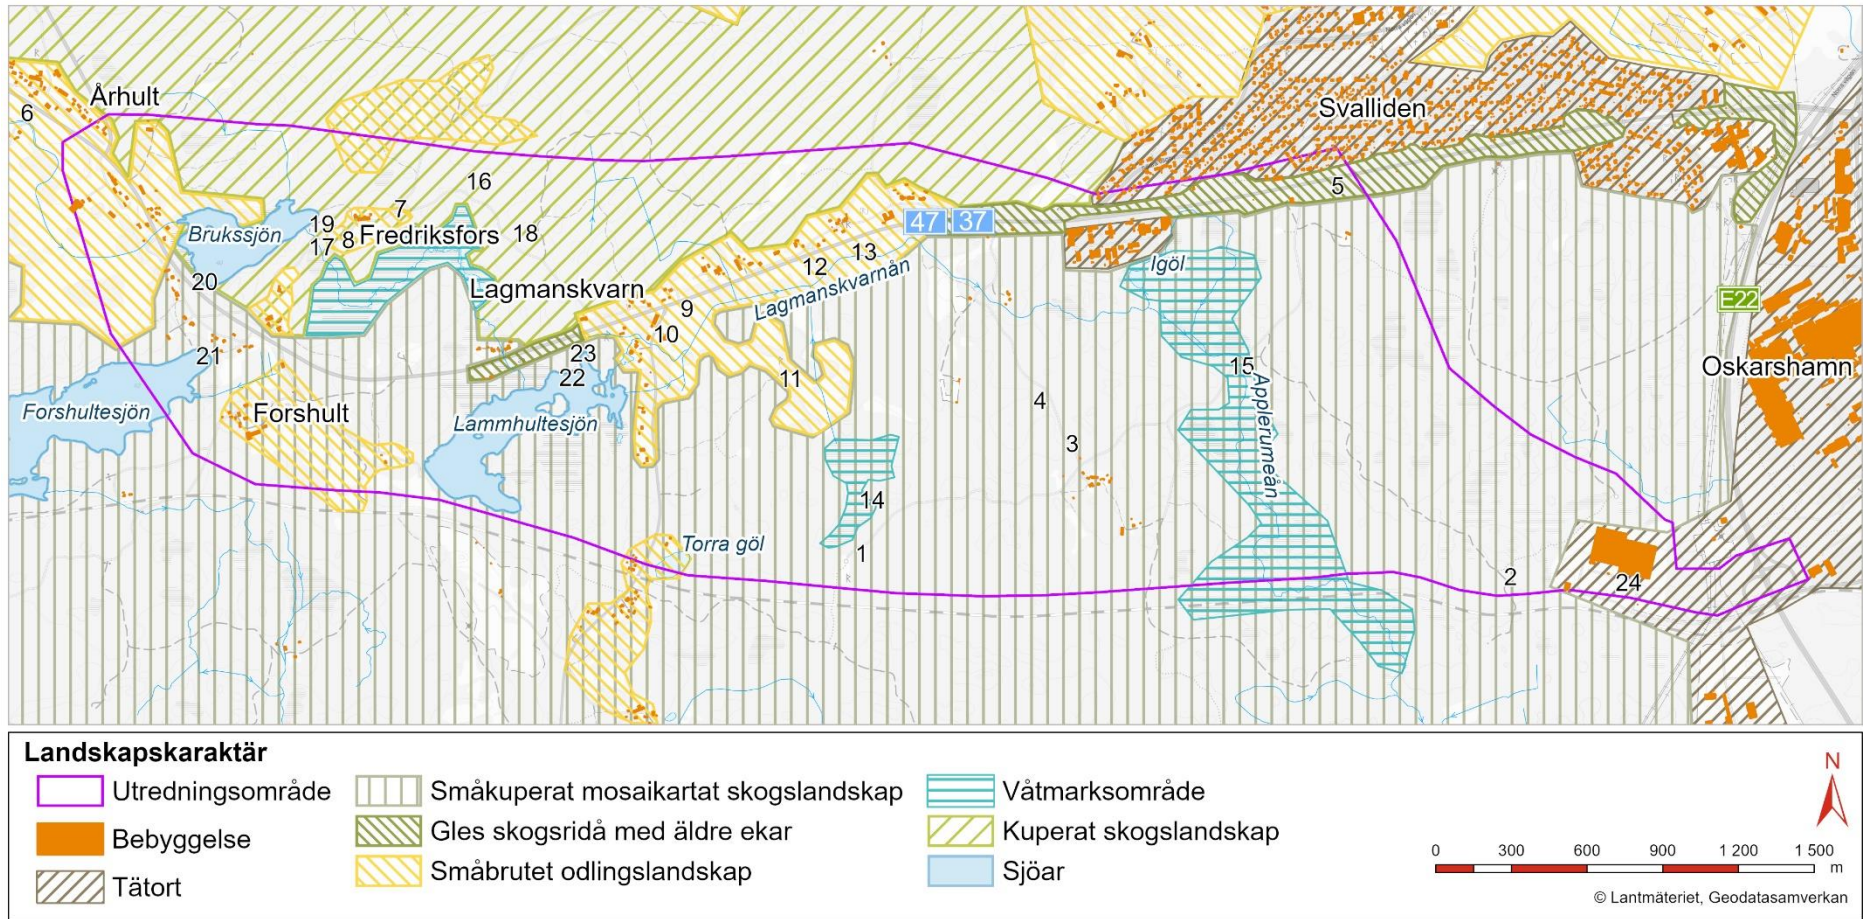 Århult
6
Svalliden
5
16
7
19
Brukssjön
17
8
Fredriksfors
18
47
37
13
12
Lagmanskvarnån
Igöl
20
Lagmanskvarn
9
10
E22
21
23
22
11
15
Applerumeån
Oskarshamn
Forshultesjön
Forshult
Lammhultesjön
4
3
14
Torra göl
1
2
24
Landskapskaraktär
Utredningsområde
Bebyggelse
Tätort
Småkuperat mosaikartat skogslandskap
Gles skogsridå med äldre ekar
Småbrutet odlingslandskap
Våtmarksområde
Kuperat skogslandskap
Sjöar
N
0 300 600 900 1 200 1 500
m
© Lantmäteriet, Geodatasamverkan